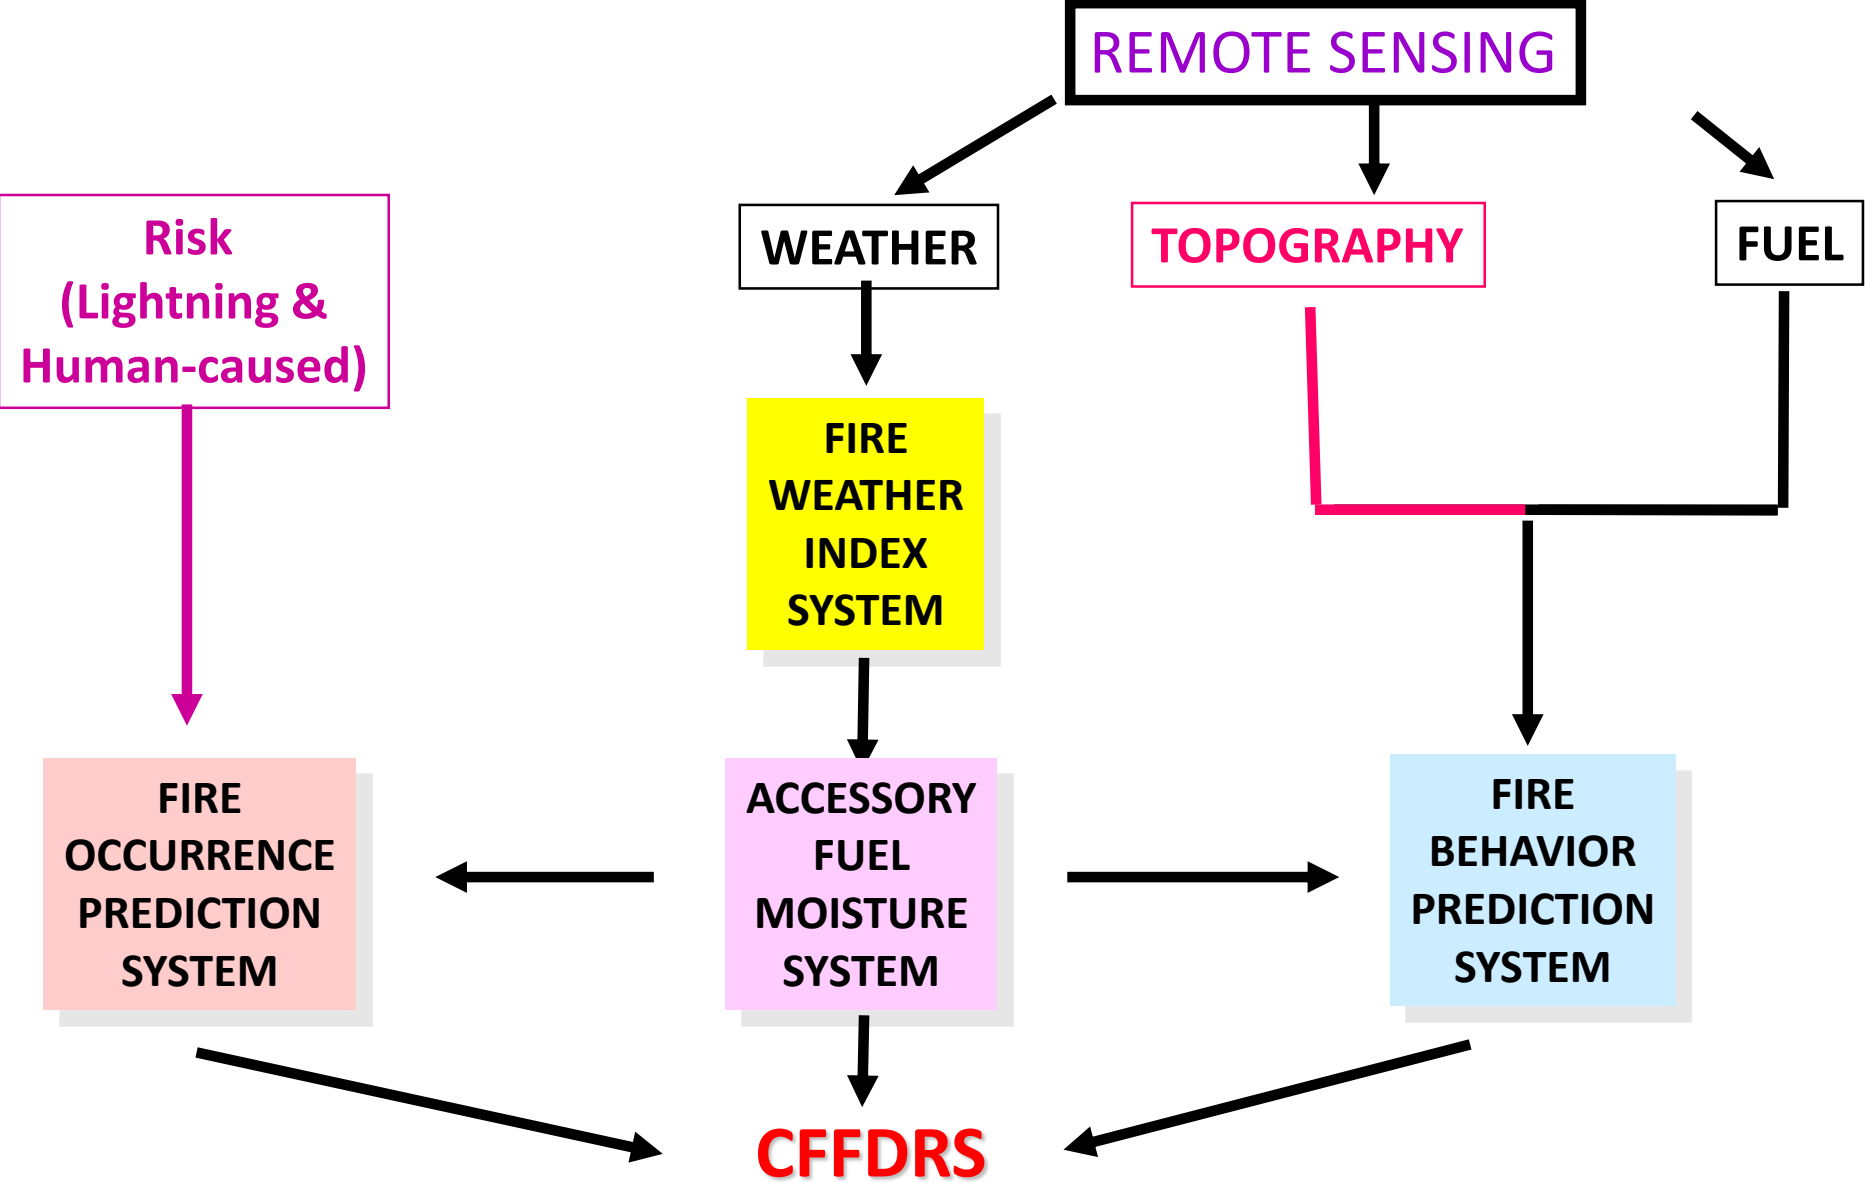 REMOTE SENSING
Risk
(Lightning &
Human-caused)
WEATHER
TOPOGRAPHY
FUEL
FIRE
WEATHER
INDEX
SYSTEM
FIRE
OCCURRENCE
PREDICTION
SYSTEM
ACCESSORY
FUEL
MOISTURE
SYSTEM
FIRE
BEHAVIOR
PREDICTION
SYSTEM
CFFDRS